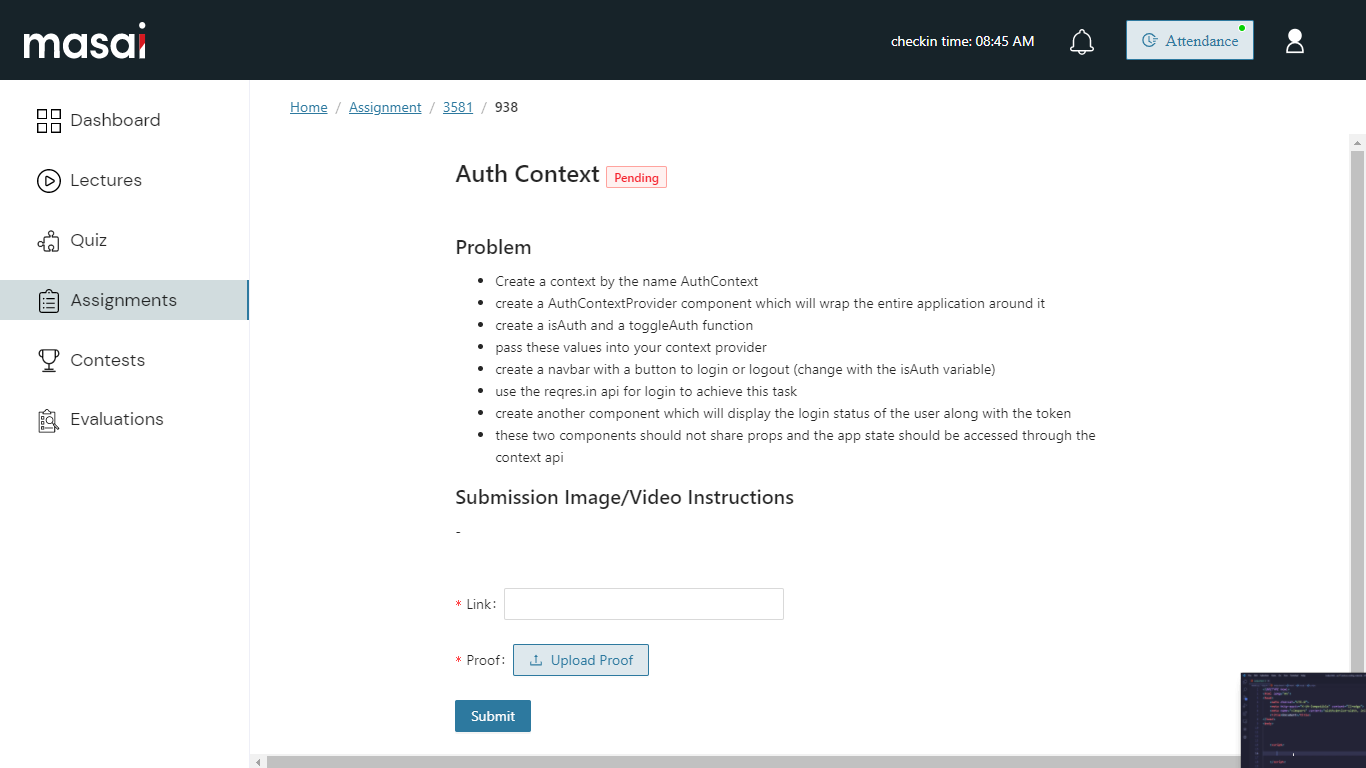 masai
checkin time: 08:45 AM
Attendance
Dashboard
Lectures
Quiz
Assignments
Contests
Evaluations
Home / Assignment / 3581 / 938
Auth Context Pending
Problem
• Create a context by the name AuthContext
• create a AuthContextProvider component which will wrap the entire application around it
• create a isAuth and a toggleAuth function
• pass these values into your context provider
• create a navbar with a button to login or logout (change with the isAuth variable)
• use the reqres.in api for login to achieve this task
• create another component which will display the login status of the user along with the token
• these two components should not share props and the app state should be accessed through the
context api
Submission Image/Video Instructions
-
* Link:
* Proof: Upload Proof
Submit